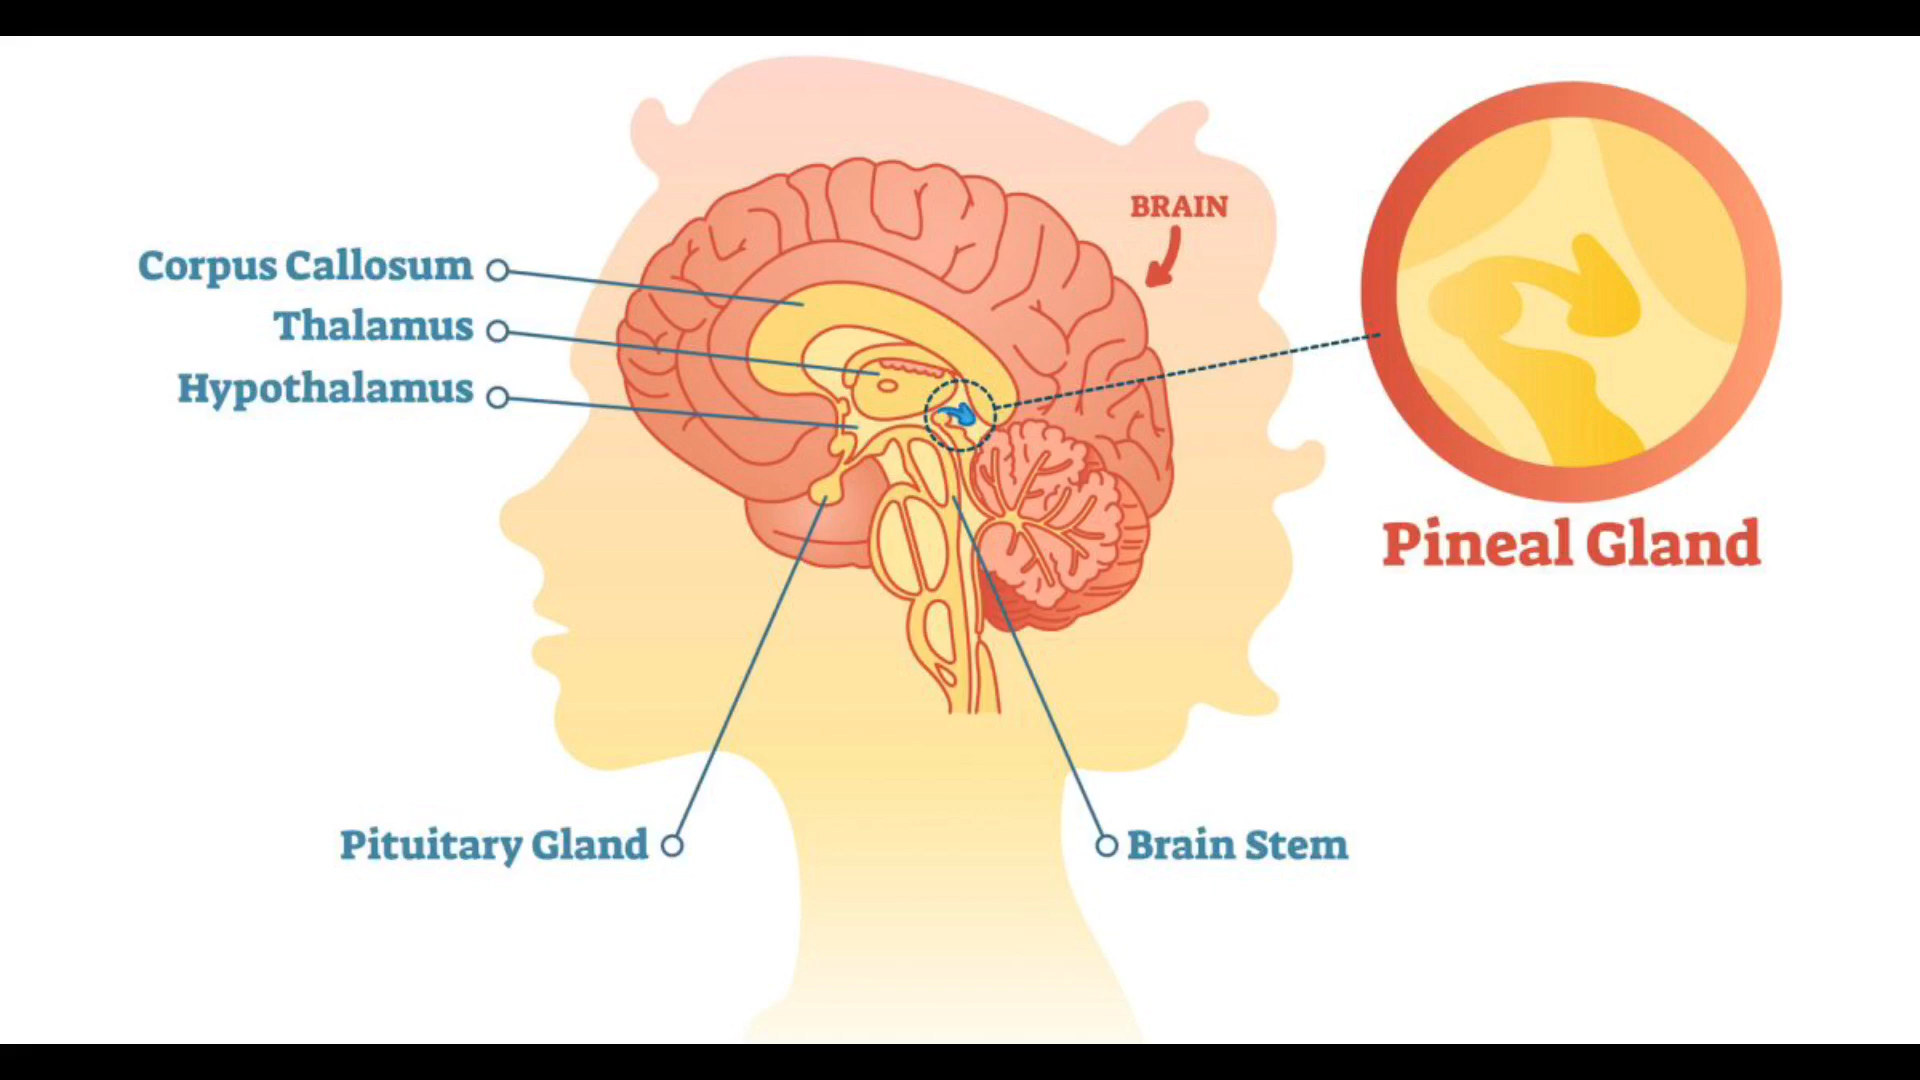 BRAIN
Corpus Callosum
Thalamus
Hypothalamus
Pineal Gland
Pituitary Gland
Brain Stem